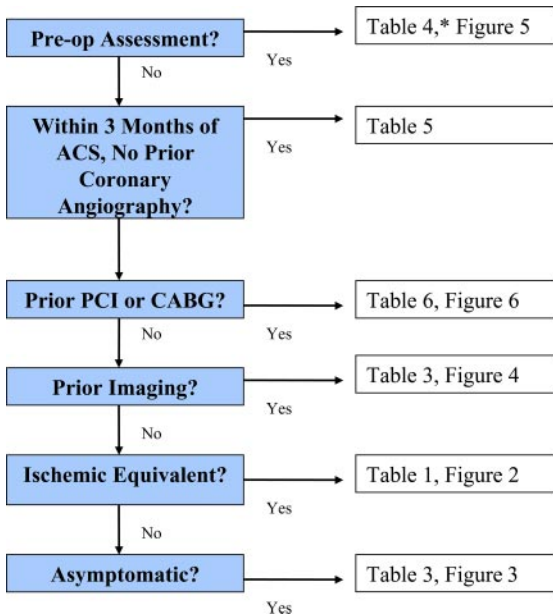 Pre-op Assessment?
Table 4,* Figure 5
No
Yes
Within 3 Months of
ACS, No Prior
Coronary
Angiography?
Table 5
Yes
Prior PCI or CABG?
Table 6, Figure 6
No
Yes
Prior Imaging?
Table 3, Figure 4
Yes
No
Ischemic Equivalent?
Table 1, Figure 2
Yes
No
Asymptomatic?
Table 3, Figure 3
Yes